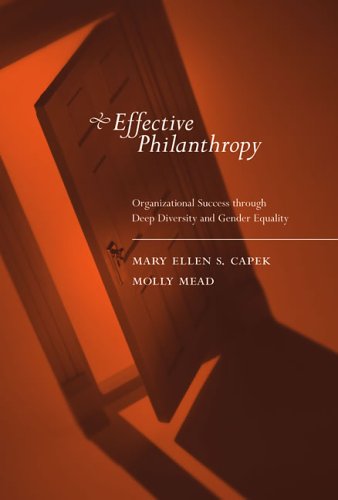 Effective
Philanthropy
Organizational Success through
Deep Diversity and Gender Equality
MARY ELLEN S. CAPEK
MOLLY MEAD